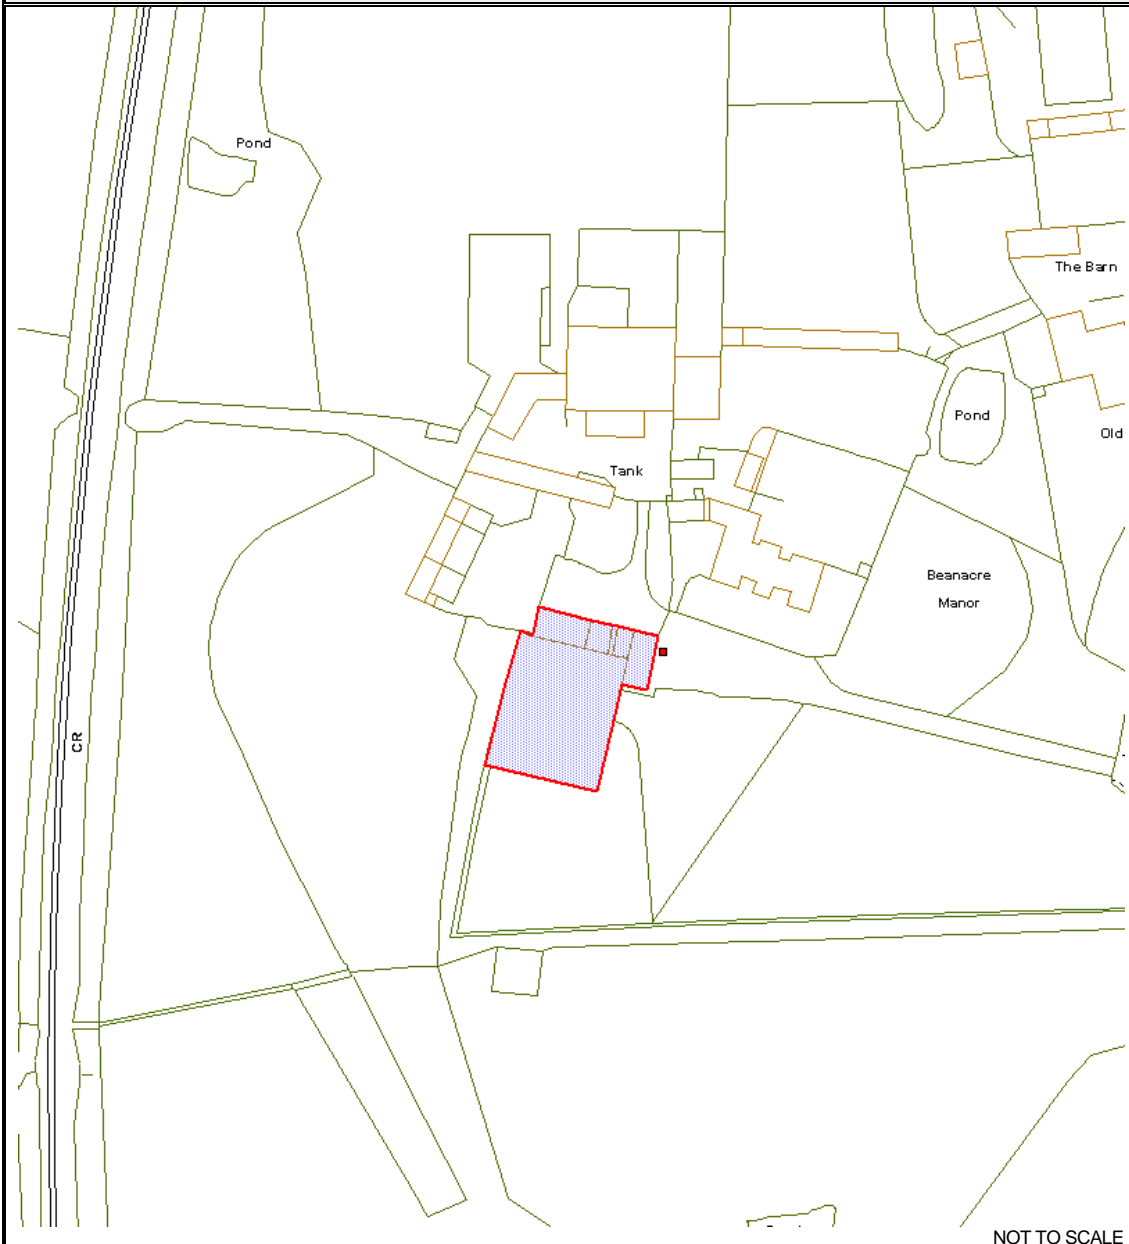 Pond
The Barn
Pond
Old
Tank
Beanacre
Manor
CR
NOT TO SCALE